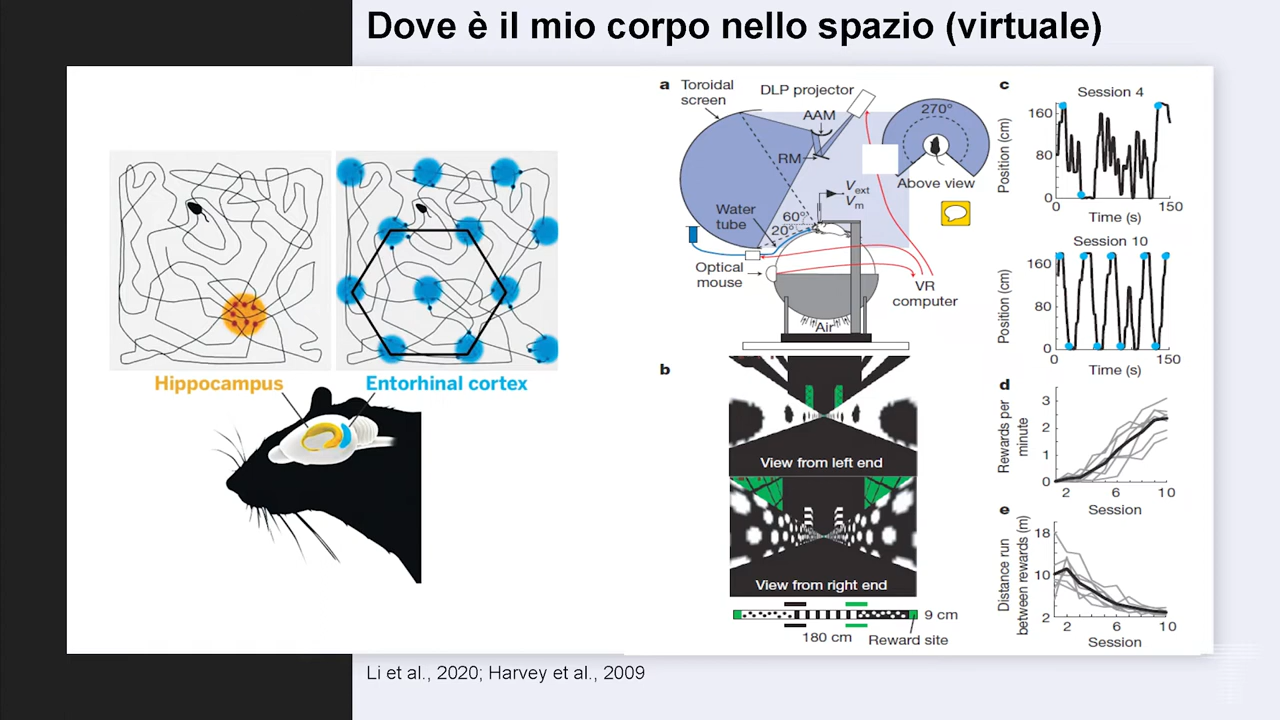 Dove è il mio corpo nello spazio (virtuale)
Hippocampus
Entorhinal cortex
a
Toroidal
screen
DLP projector
AAM
RM
270°
Above view
Vext
Vm
Water
tube
60°
20°
Optical
mouse
VR
computer
Air
b
View from left end
View from right end
9 cm
180 cm
Reward site
c
Session 4
Position (cm)
160
80
0
0
150
Time (s)
Session 10
Position (cm)
160
80
0
0
150
Time (s)
d
Rewards per
minute
3
2
1
0
2
6
10
Session
e
Distance run
between rewards (m)
18
10
2
2
6
10
Session
Li et al., 2020; Harvey et al., 2009